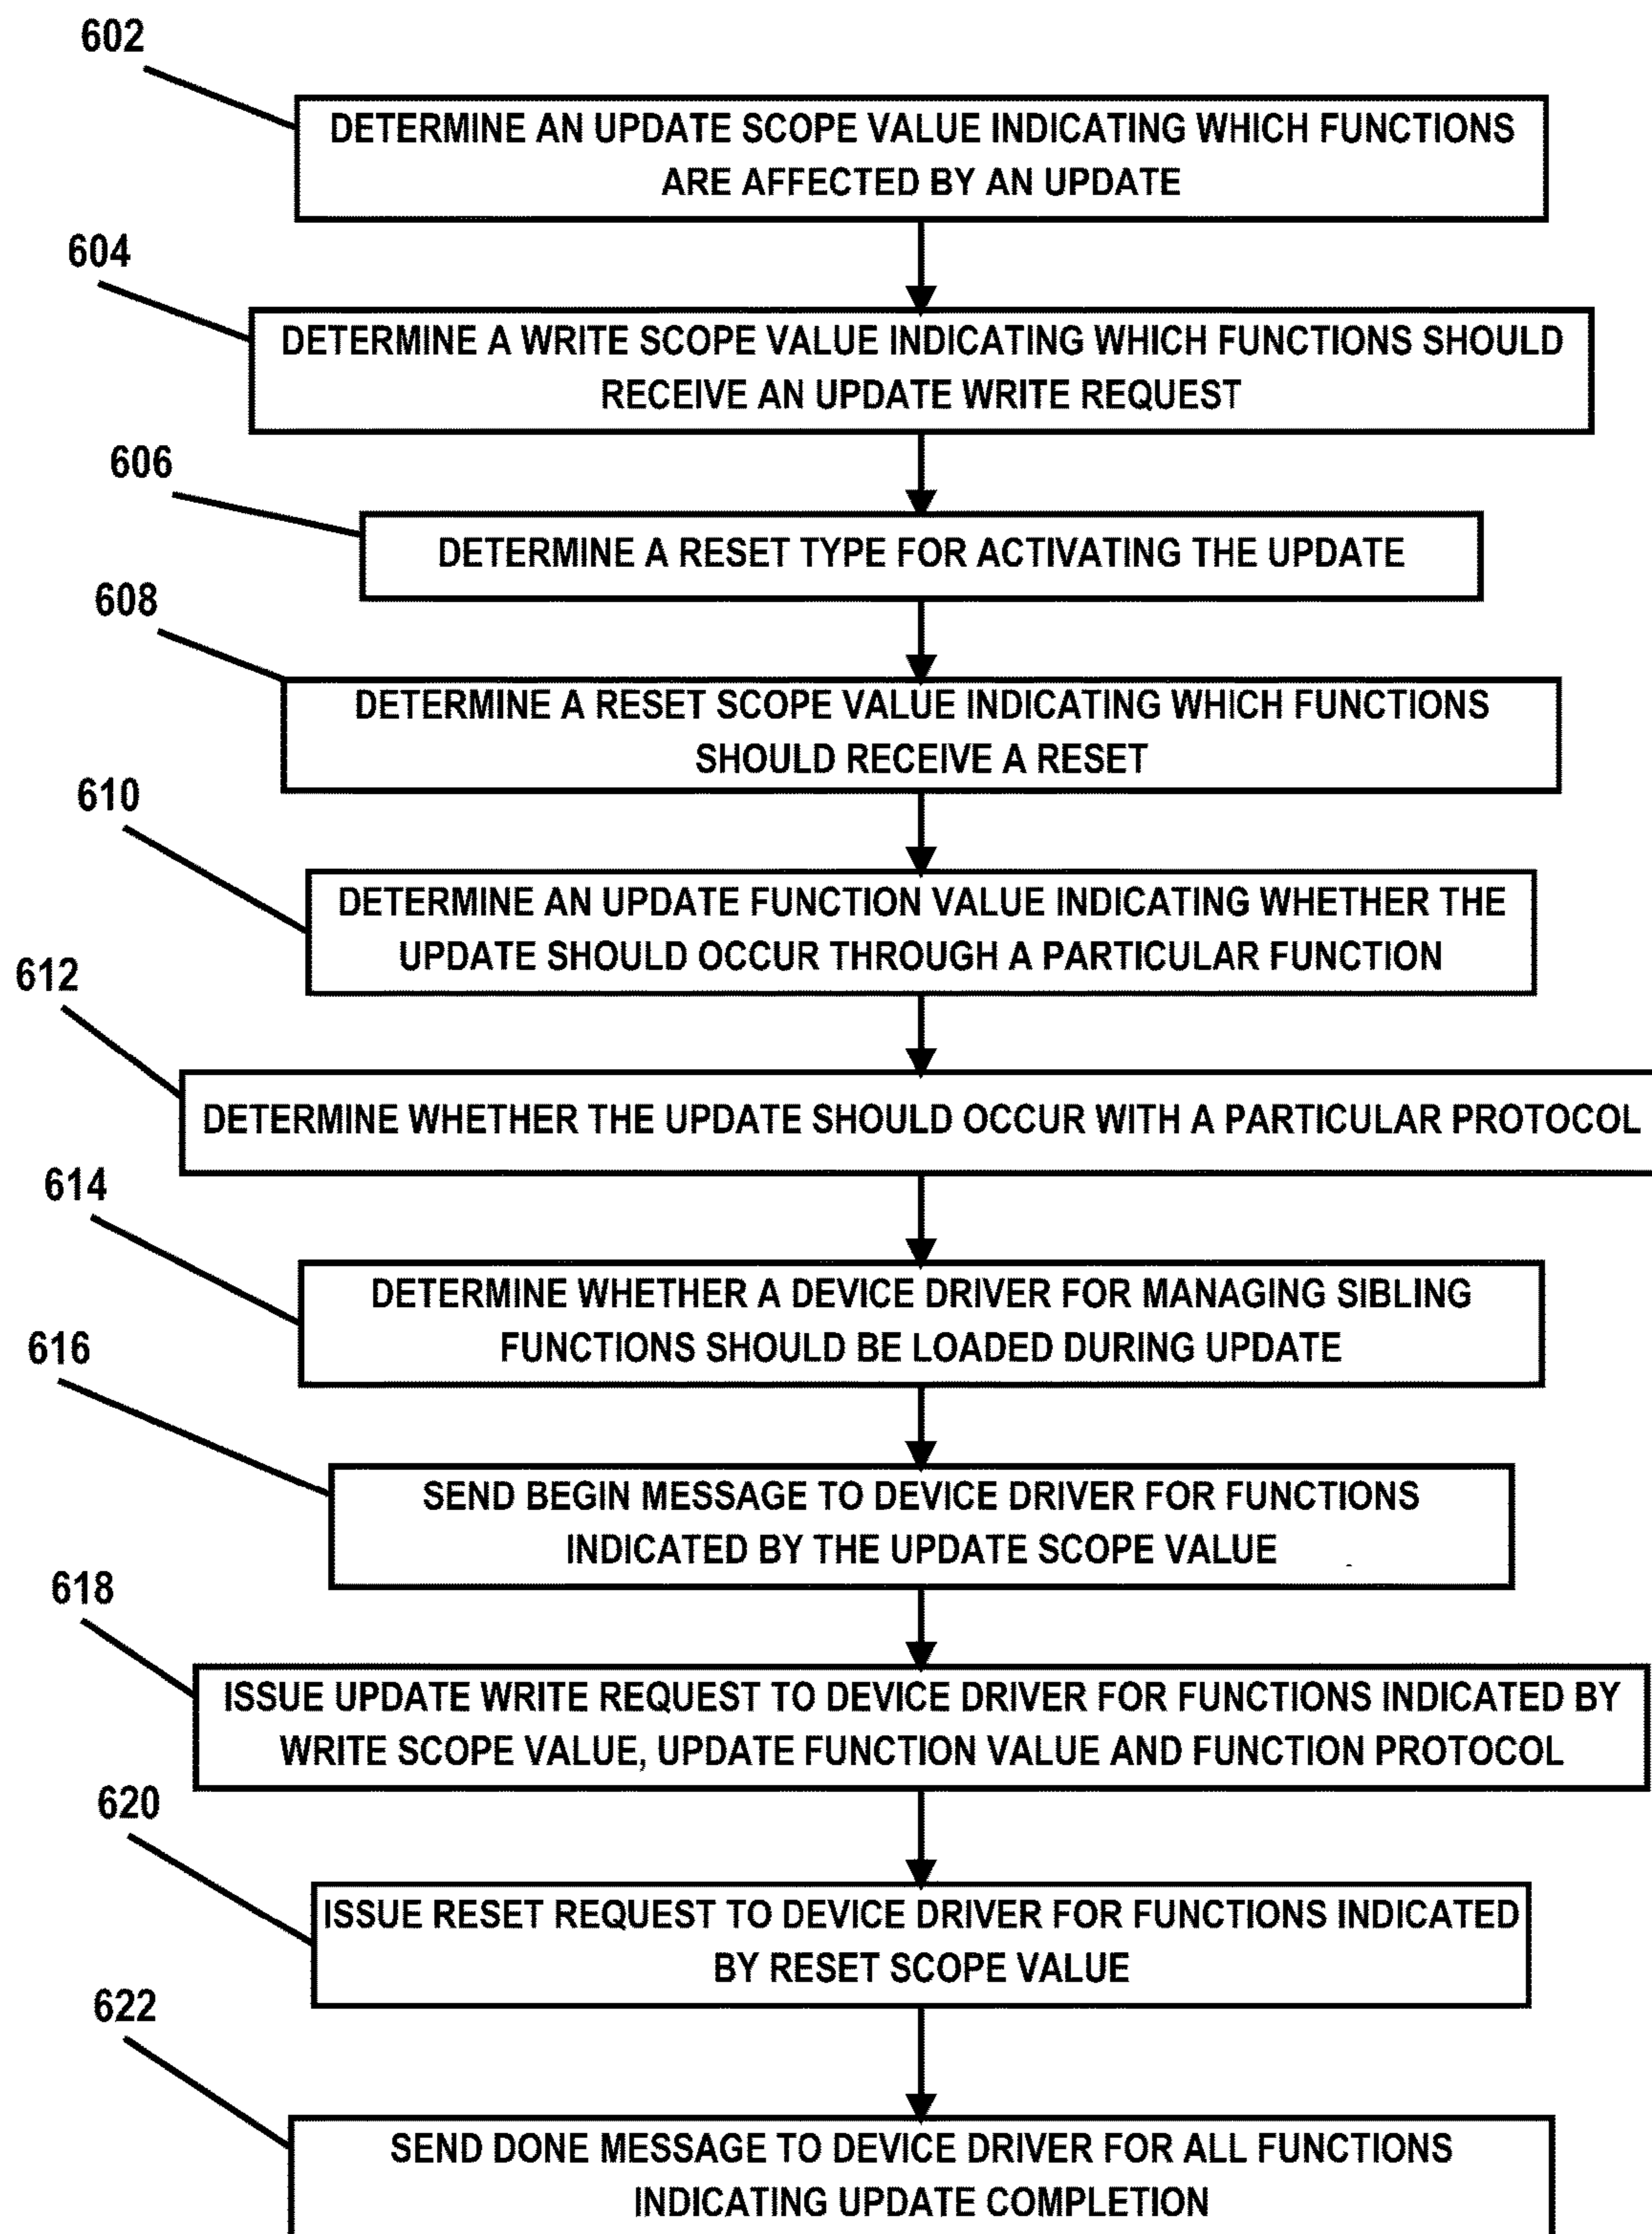 602
DETERMINE AN UPDATE SCOPE VALUE INDICATING WHICH FUNCTIONS
ARE AFFECTED BY AN UPDATE
604
DETERMINE A WRITE SCOPE VALUE INDICATING WHICH FUNCTIONS SHOULD
RECEIVE AN UPDATE WRITE REQUEST
606
DETERMINE A RESET TYPE FOR ACTIVATING THE UPDATE
608
DETERMINE A RESET SCOPE VALUE INDICATING WHICH FUNCTIONS
SHOULD RECEIVE A RESET
610
DETERMINE AN UPDATE FUNCTION VALUE INDICATING WHETHER THE
UPDATE SHOULD OCCUR THROUGH A PARTICULAR FUNCTION
612
DETERMINE WHETHER THE UPDATE SHOULD OCCUR WITH A PARTICULAR PROTOCOL
614
DETERMINE WHETHER A DEVICE DRIVER FOR MANAGING SIBLING
FUNCTIONS SHOULD BE LOADED DURING UPDATE
616
SEND BEGIN MESSAGE TO DEVICE DRIVER FOR FUNCTIONS
INDICATED BY THE UPDATE SCOPE VALUE
618
ISSUE UPDATE WRITE REQUEST TO DEVICE DRIVER FOR FUNCTIONS INDICATED BY
WRITE SCOPE VALUE, UPDATE FUNCTION VALUE AND FUNCTION PROTOCOL
620
ISSUE RESET REQUEST TO DEVICE DRIVER FOR FUNCTIONS INDICATED
BY RESET SCOPE VALUE
622
SEND DONE MESSAGE TO DEVICE DRIVER FOR ALL FUNCTIONS
INDICATING UPDATE COMPLETION